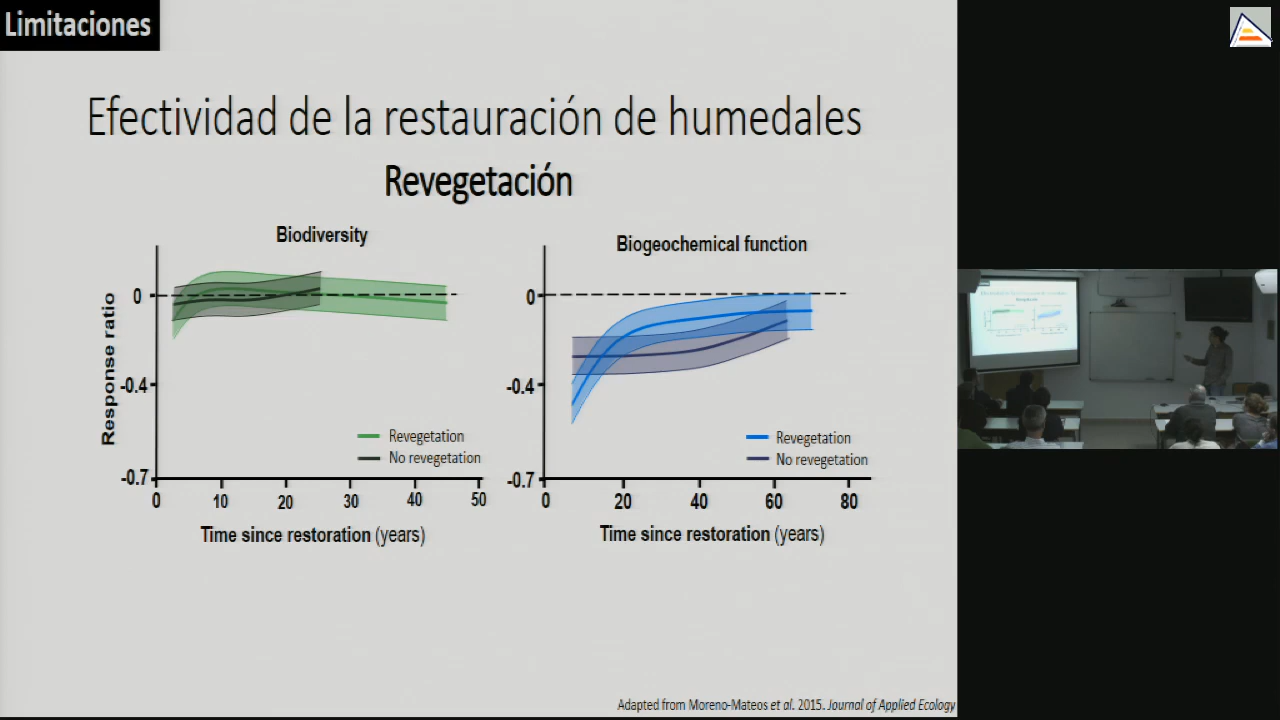 Limitaciones
Efectividad de la restauración de humedales
Revegetación
Biodiversity
Response ratio
0
-0.4
-0.7
0 10 20 30 40 50
Revegetation
No revegetation
Time since restoration (years)
Biogeochemical function
0
-0.4
-0.7
0 20 40 60 80
Revegetation
No revegetation
Time since restoration (years)
Adapted from Moreno-Mateos et al. 2015. Journal of Applied Ecology